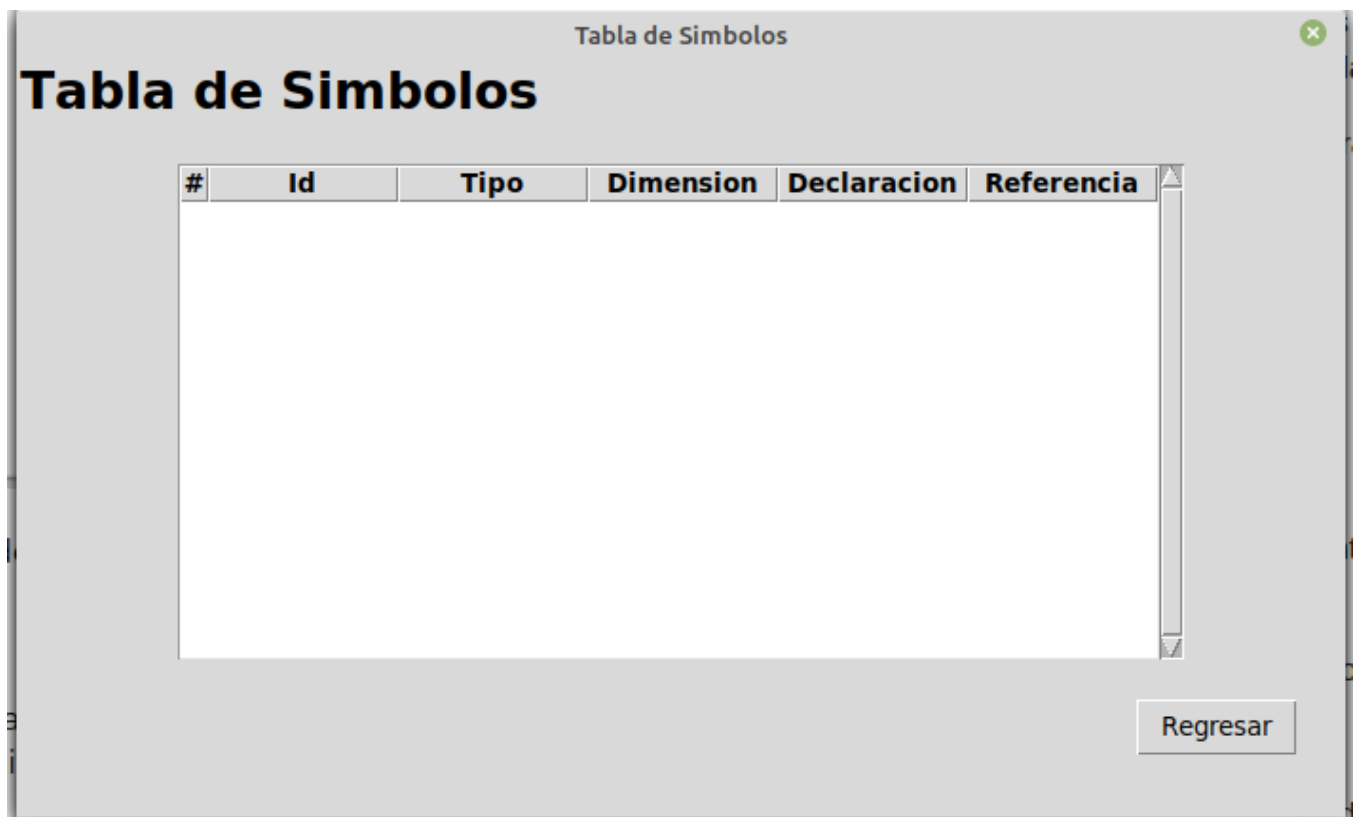 Tabla de Simbolos
Tabla de Simbolos
# Id Tipo Dimension Declaracion Referencia
Regresar